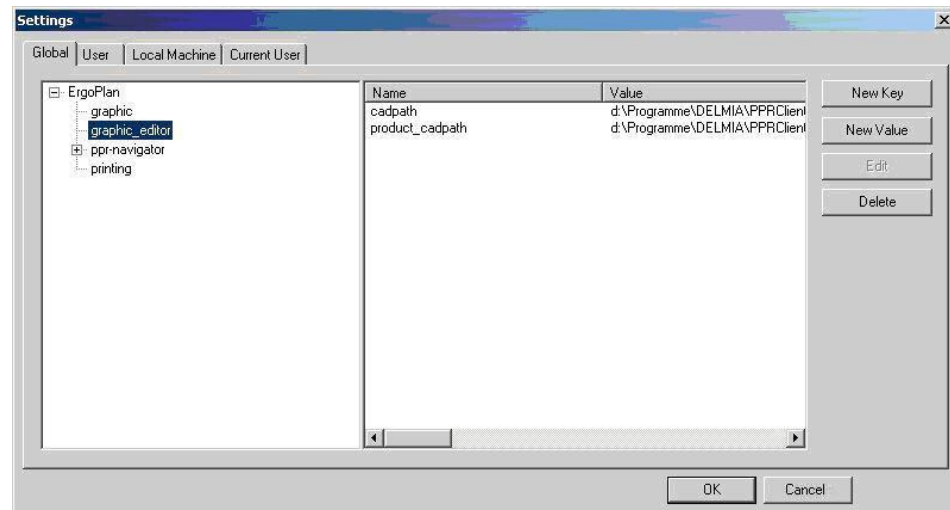 Settings
Global User Local Machine Current User
ErgoPlan
graphic
graphic_editor
ppr-navigator
printing
Name Value
cadpath d:\Programme\DELMIA\PPRClient
product_cadpath d:\Programme\DELMIA\PPRClient
New Key
New Value
Edit
Delete
OK Cancel